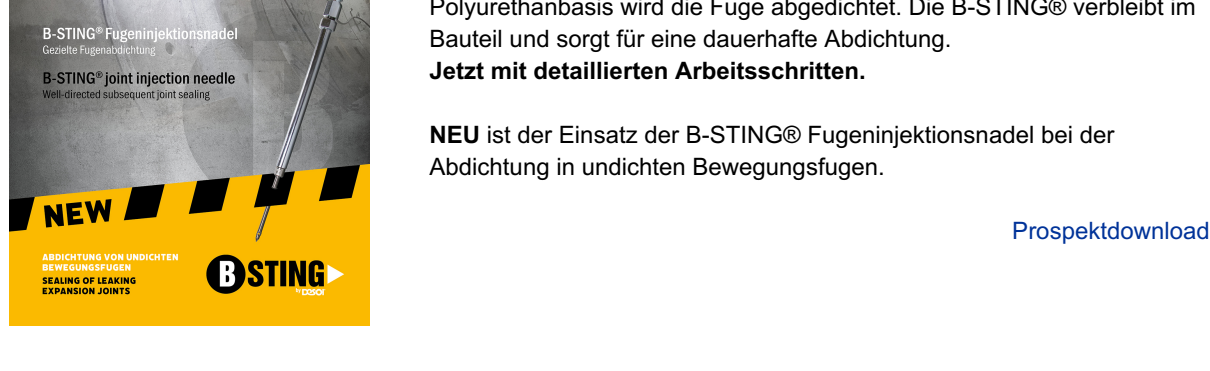 B-STING® Fugeninjektionsnadel
Gezielte Fugenabdichtung
B-STING® joint injection needle
Well-directed subsequent joint sealing
NEW
ABDICHTUNG VON UNDICHTEN
BEWEGUNGSFUGEN
SEALING OF LEAKING
EXPANSION JOINTS
B STING
by DESOI
Polyurethanbasis wird die Fuge abgedichtet. Die B-STING® verbleibt im
Bauteil und sorgt für eine dauerhafte Abdichtung.
Jetzt mit detaillierten Arbeitsschritten.
NEU ist der Einsatz der B-STING® Fugeninjektionsnadel bei der
Abdichtung in undichten Bewegungsfugen.
Prospektdownload